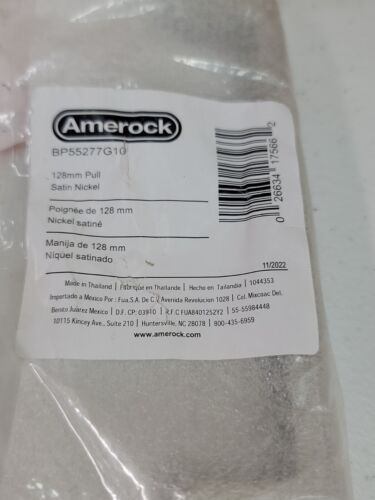 Amerock
BP55277G10
128mm Pull
Satin Nickel
Poignée de 128 mm
Nickel satiné
Manija de 128 mm
Níquel satinado
0 26634 17566 2
11/2022
Made in Thailand | Fabriqué en Thaïlande | Hecho en Tailandia | 1044353
Importado a Mexico Por: Fua.S.A. De C.V, Avenida Revolucion 1028 | Col. Mixcoac Del.
Benito Juárez Mexico | D.F. CP: 03910 | R.F.C FUA8401252Y2 | 55-55984448
10115 Kincey Ave., Suite 210 | Huntersville, NC 28078 | 800-435-6959
www.amerock.com